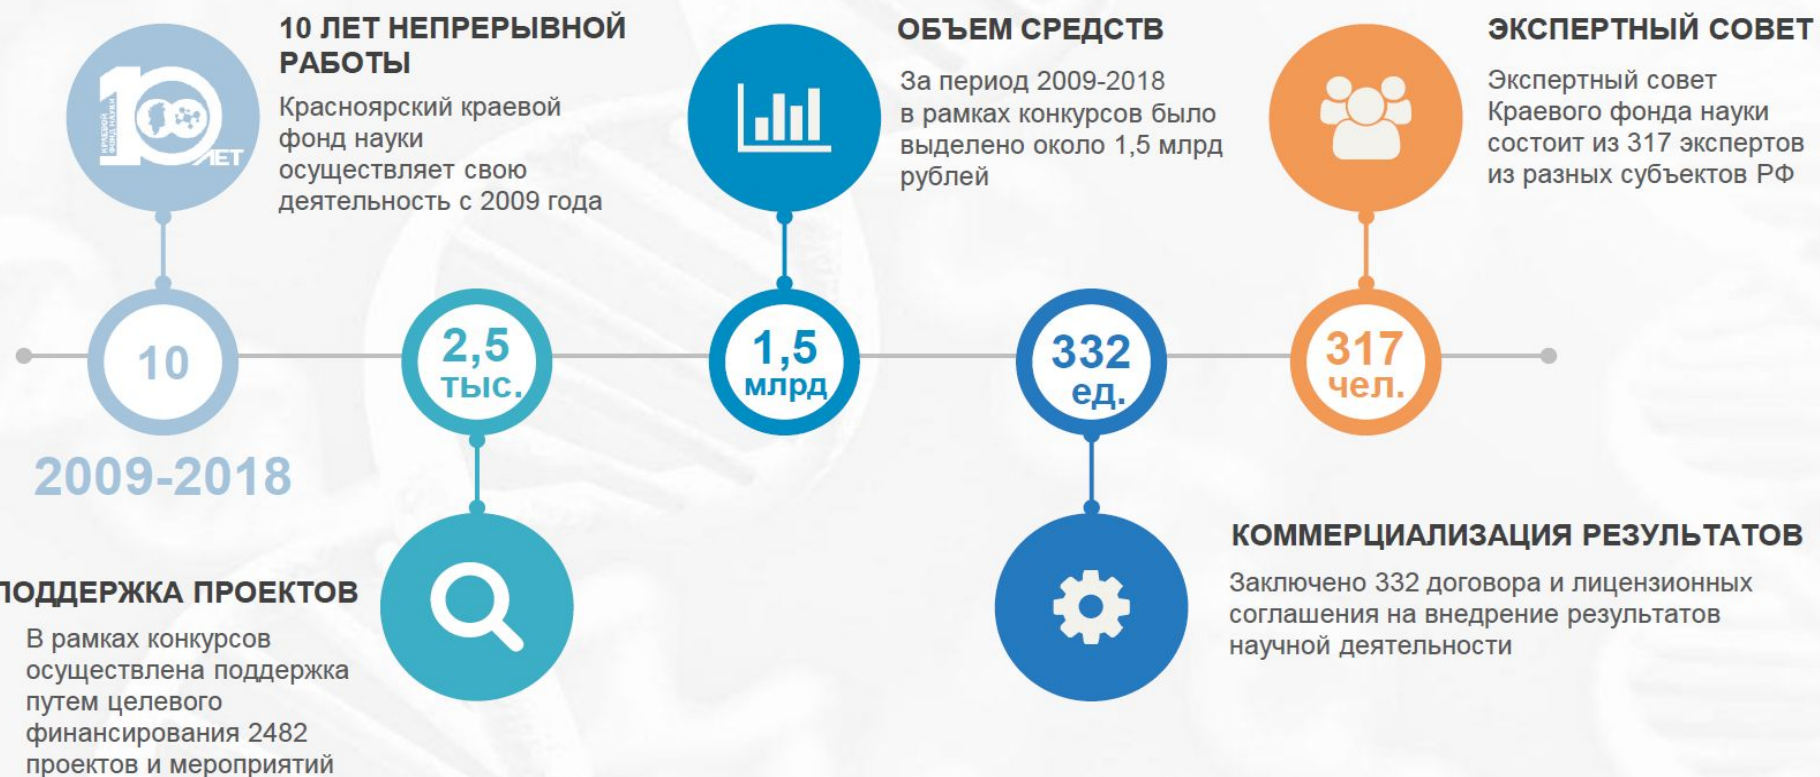 10 ЛЕТ НЕПРЕРЫВНОЙ
РАБОТЫ
Красноярский краевой
фонд науки
осуществляет свою
деятельность с 2009 года
ОБЪЕМ СРЕДСТВ
За период 2009-2018
в рамках конкурсов было
выделено около 1,5 млрд
рублей
ЭКСПЕРТНЫЙ СОВЕТ
Экспертный совет
Краевого фонда науки
состоит из 317 экспертов
из разных субъектов РФ
КРАЕВОЙ
ФОНД НАУКИ
10
ЛЕТ
10
2,5
тыс.
1,5
млрд
332
ед.
317
чел.
2009-2018
ПОДДЕРЖКА ПРОЕКТОВ
В рамках конкурсов
осуществлена поддержка
путем целевого
финансирования 2482
проектов и мероприятий
КОММЕРЦИАЛИЗАЦИЯ РЕЗУЛЬТАТОВ
Заключено 332 договора и лицензионных
соглашения на внедрение результатов
научной деятельности